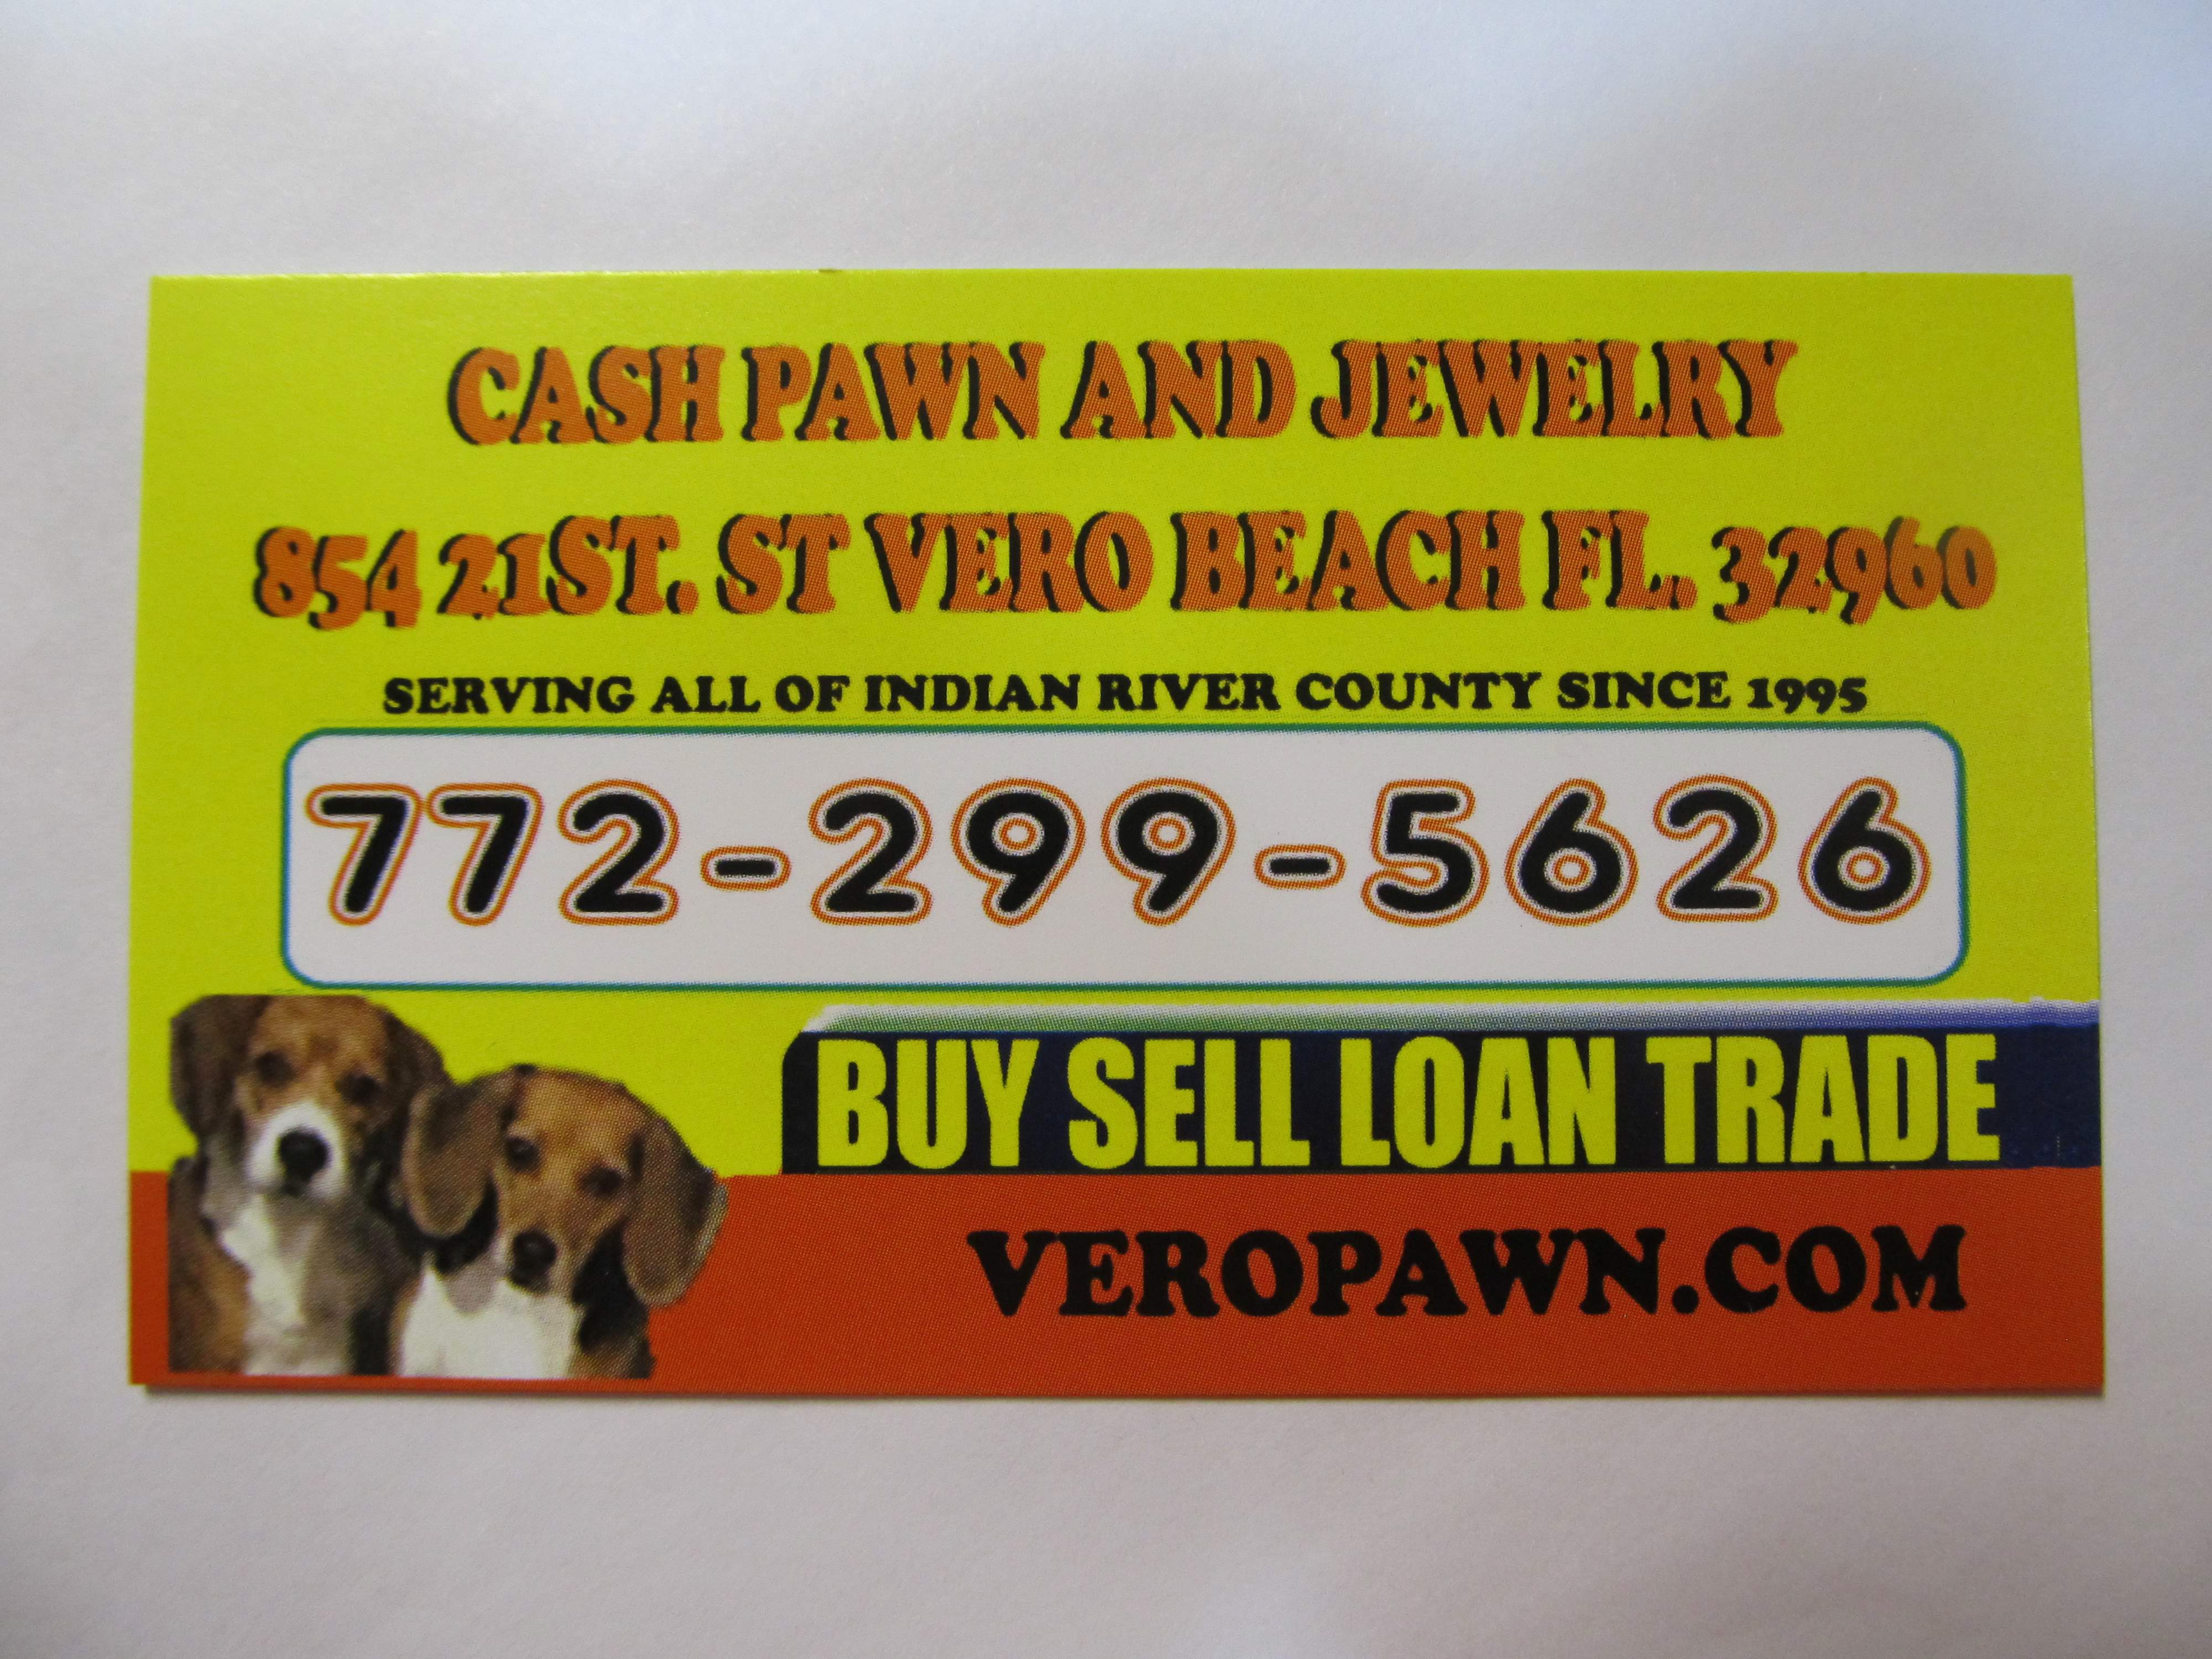 CASH PAWN AND JEWELRY
854 21ST. ST VERO BEACH FL. 32960
SERVING ALL OF INDIAN RIVER COUNTY SINCE 1995
772-299-5626
BUY SELL LOAN TRADE
VEROPAWN.COM